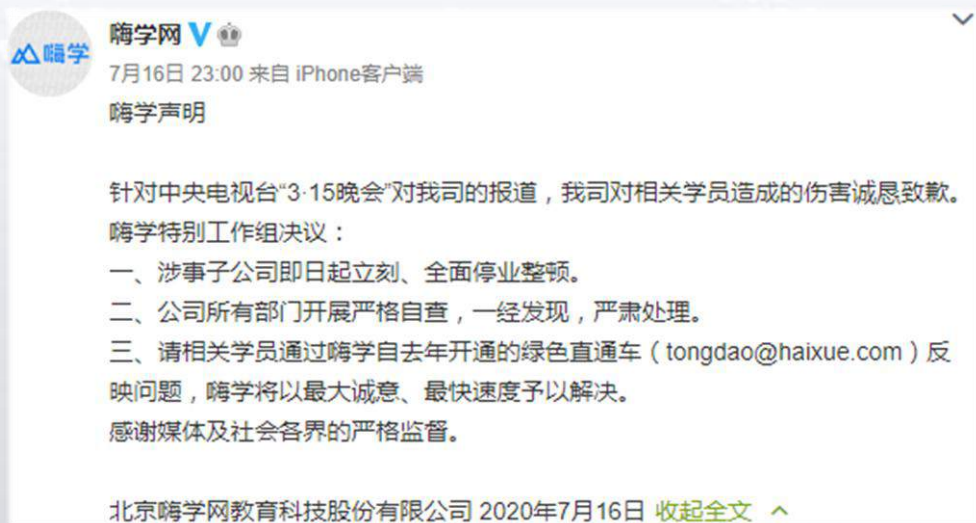 嗨学
嗨学网 V
7月16日 23:00 来自 iPhone客户端
嗨学声明
针对中央电视台“3·15晚会”对我司的报道，我司对相关学员造成的伤害诚恳致歉。
嗨学特别工作组决议：
一、涉事子公司即日起立刻、全面停业整顿。
二、公司所有部门开展严格自查，一经发现，严肃处理。
三、请相关学员通过嗨学自去年开通的绿色直通车（tongdao@haixue.com）反
映问题，嗨学将以最大诚意、最快速度予以解决。
感谢媒体及社会各界的严格监督。
北京嗨学网教育科技股份有限公司 2020年7月16日 收起全文